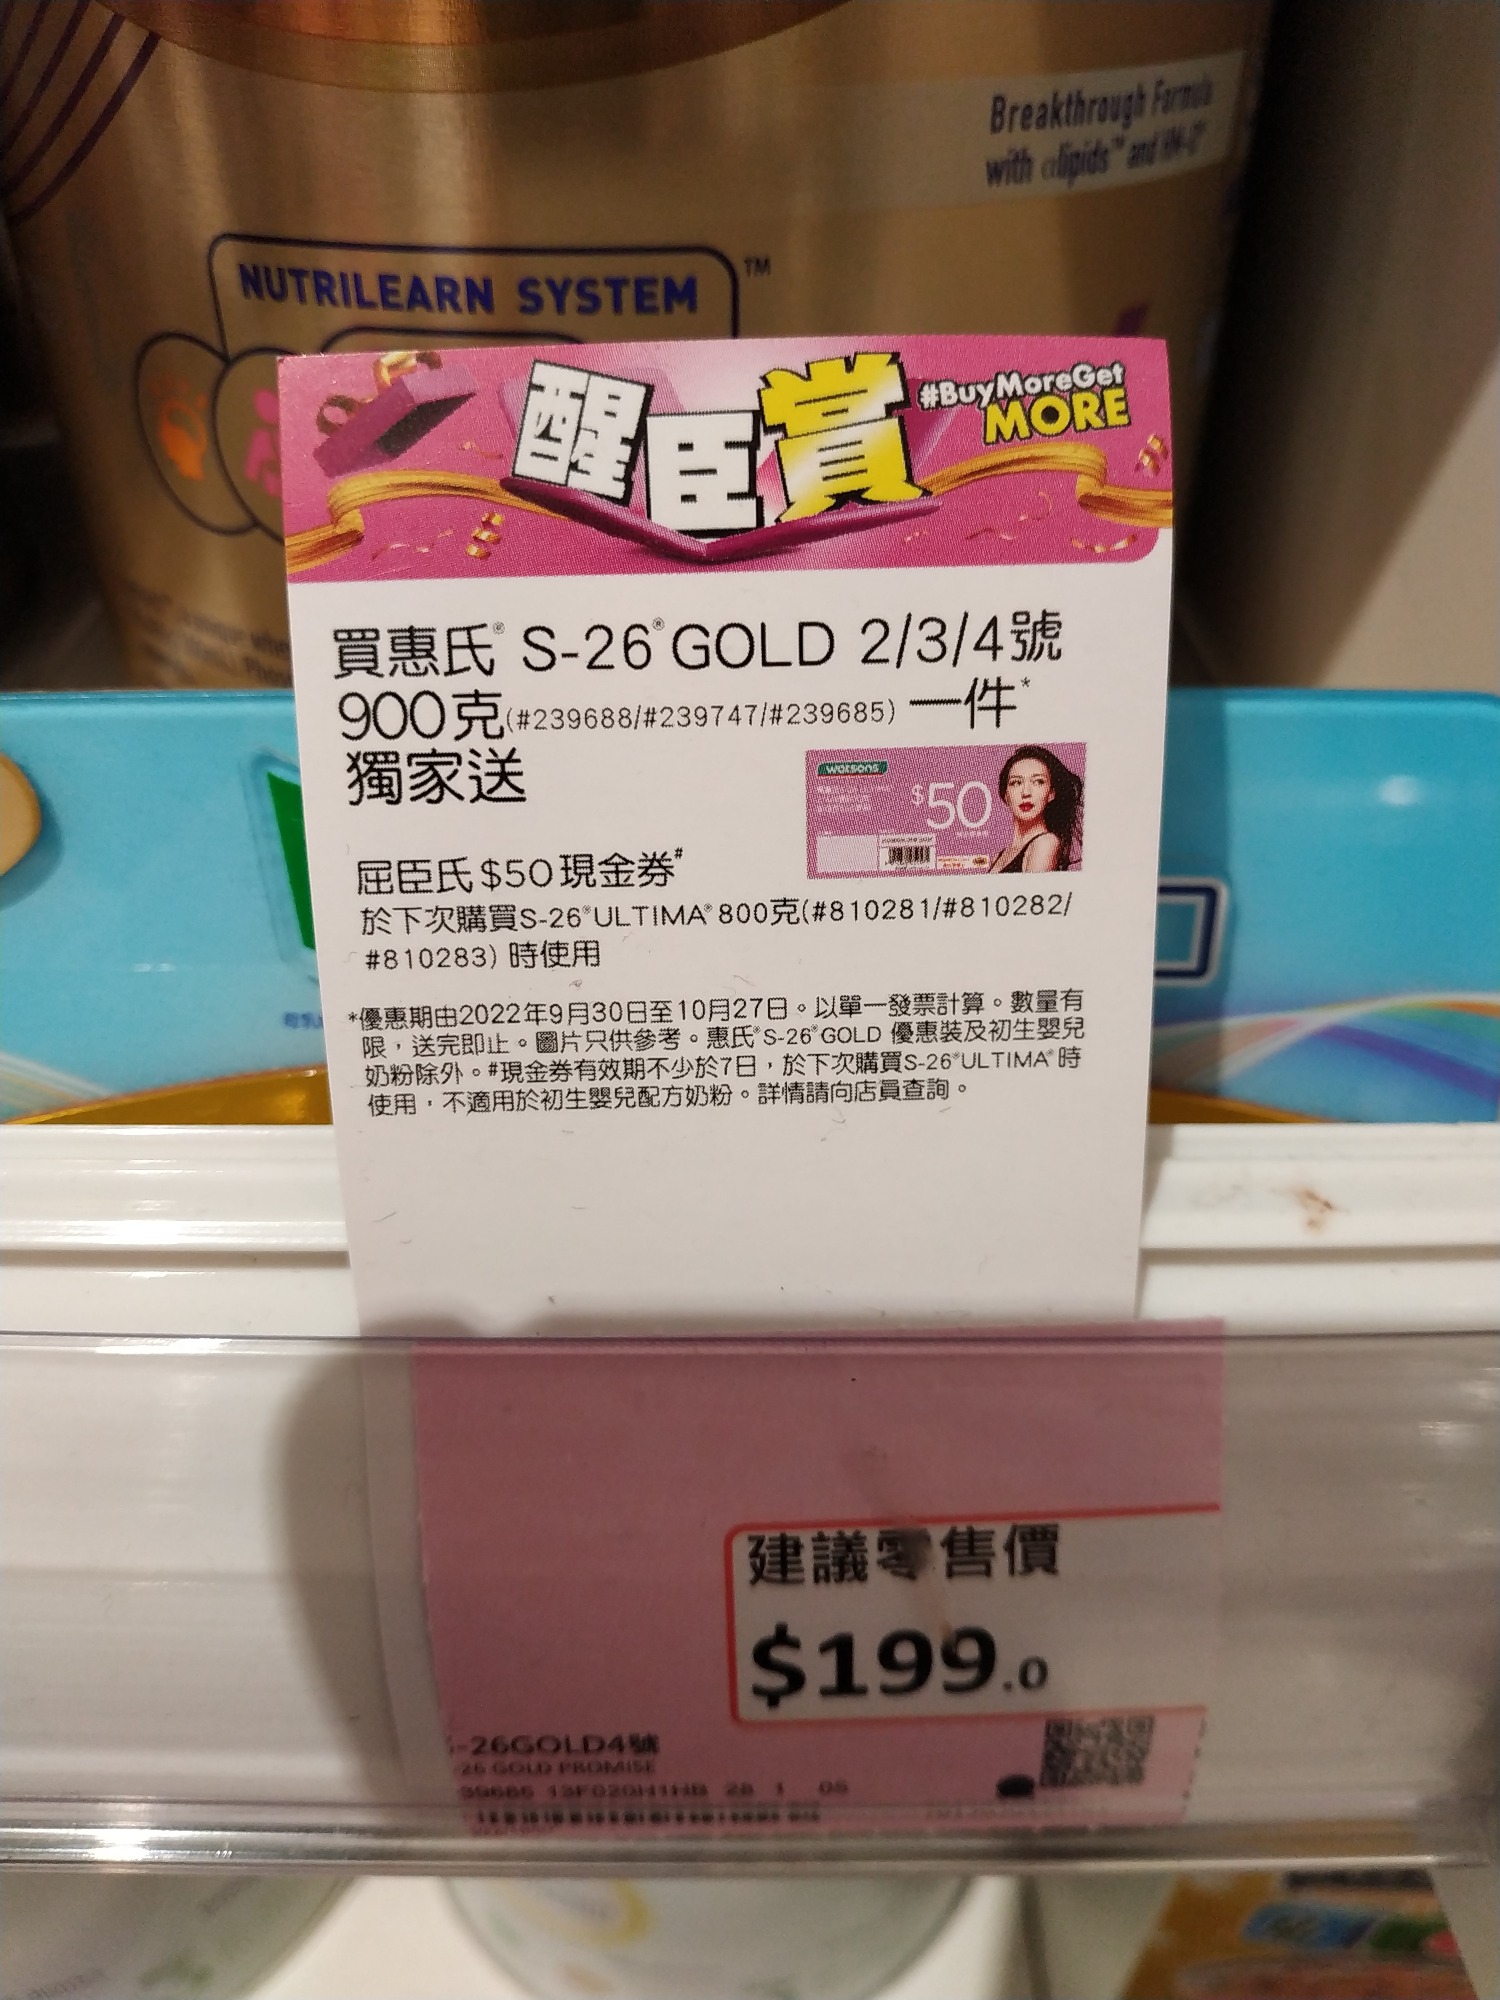 Breakthrough Formula
with αlipids™ and
NUTRILEARN SYSTEM™
醒臣賞
#BuyMoreGet
MORE
買惠氏® S-26®GOLD 2/3/4號
900克(#239688/#239747/#239685) 一件*
獨家送
watsons
$50
屈臣氏$50現金券#
於下次購買S-26®ULTIMA®800克(#810281/#810282/
#810283) 時使用
*優惠期由2022年9月30日至10月27日。以單一發票計算。數量有
限，送完即止。圖片只供參考。惠氏®S-26®GOLD 優惠裝及初生嬰兒
奶粉除外。#現金券有效期不少於7日，於下次購買S-26®ULTIMA®時
使用，不適用於初生嬰兒配方奶粉。詳情請向店員查詢。
建議零售價
$199.0
-26GOLD4號
26 GOLD PROMISE